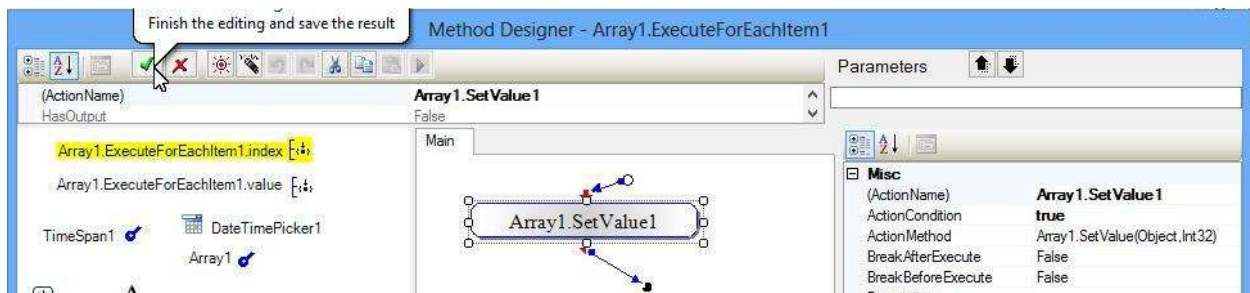 Finish the editing and save the result
Method Designer - Array1.ExecuteForEachItem1
Parameters
(ActionName) Array1.SetValue1
HasOutput False
Main
Array1.ExecuteForEachItem1.index
Array1.ExecuteForEachItem1.value
TimeSpan1
DateTimePicker1
Array1
Array1.SetValue1
Misc
(ActionName) Array1.SetValue1
ActionCondition true
ActionMethod Array1.SetValue(Object,Int32)
BreakAfterExecute False
BreakBeforeExecute False